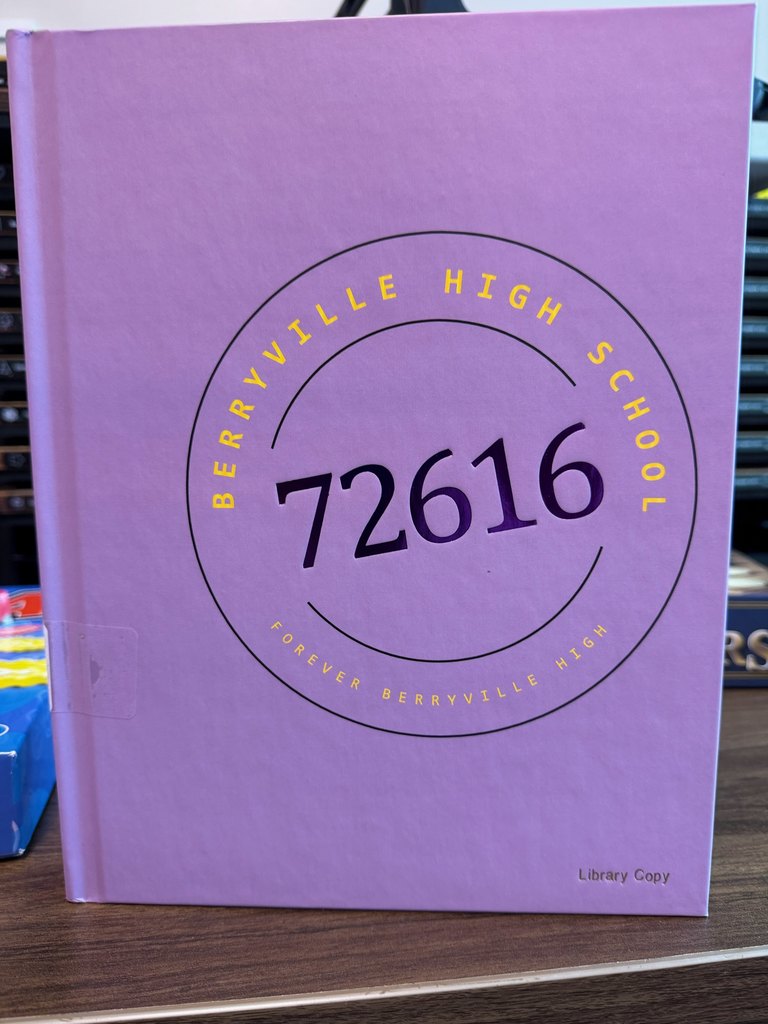 BERRYVILLE HIGH SCHOOL
72616
FOREVER BERRYVILLE HIGH
Library Copy